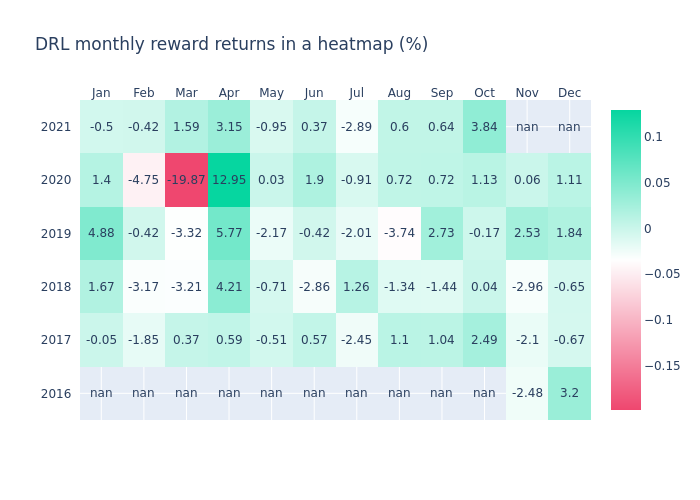 DRL monthly reward returns in a heatmap (%)
Jan Feb Mar Apr May Jun Jul Aug Sep Oct Nov Dec
2021 -0.5 -0.42 1.59 3.15 -0.95 0.37 -2.89 0.6 0.64 3.84 nan nan
2020 1.4 -4.75 -19.87 12.95 0.03 1.9 -0.91 0.72 0.72 1.13 0.06 1.11
2019 4.88 -0.42 -3.32 5.77 -2.17 -0.42 -2.01 -3.74 2.73 -0.17 2.53 1.84
2018 1.67 -3.17 -3.21 4.21 -0.71 -2.86 1.26 -1.34 -1.44 0.04 -2.96 -0.65
2017 -0.05 -1.85 0.37 0.59 -0.51 0.57 -2.45 1.1 1.04 2.49 -2.1 -0.67
2016 nan nan nan nan nan nan nan nan nan nan -2.48 3.2
0.1
0.05
0
−0.05
−0.1
−0.15